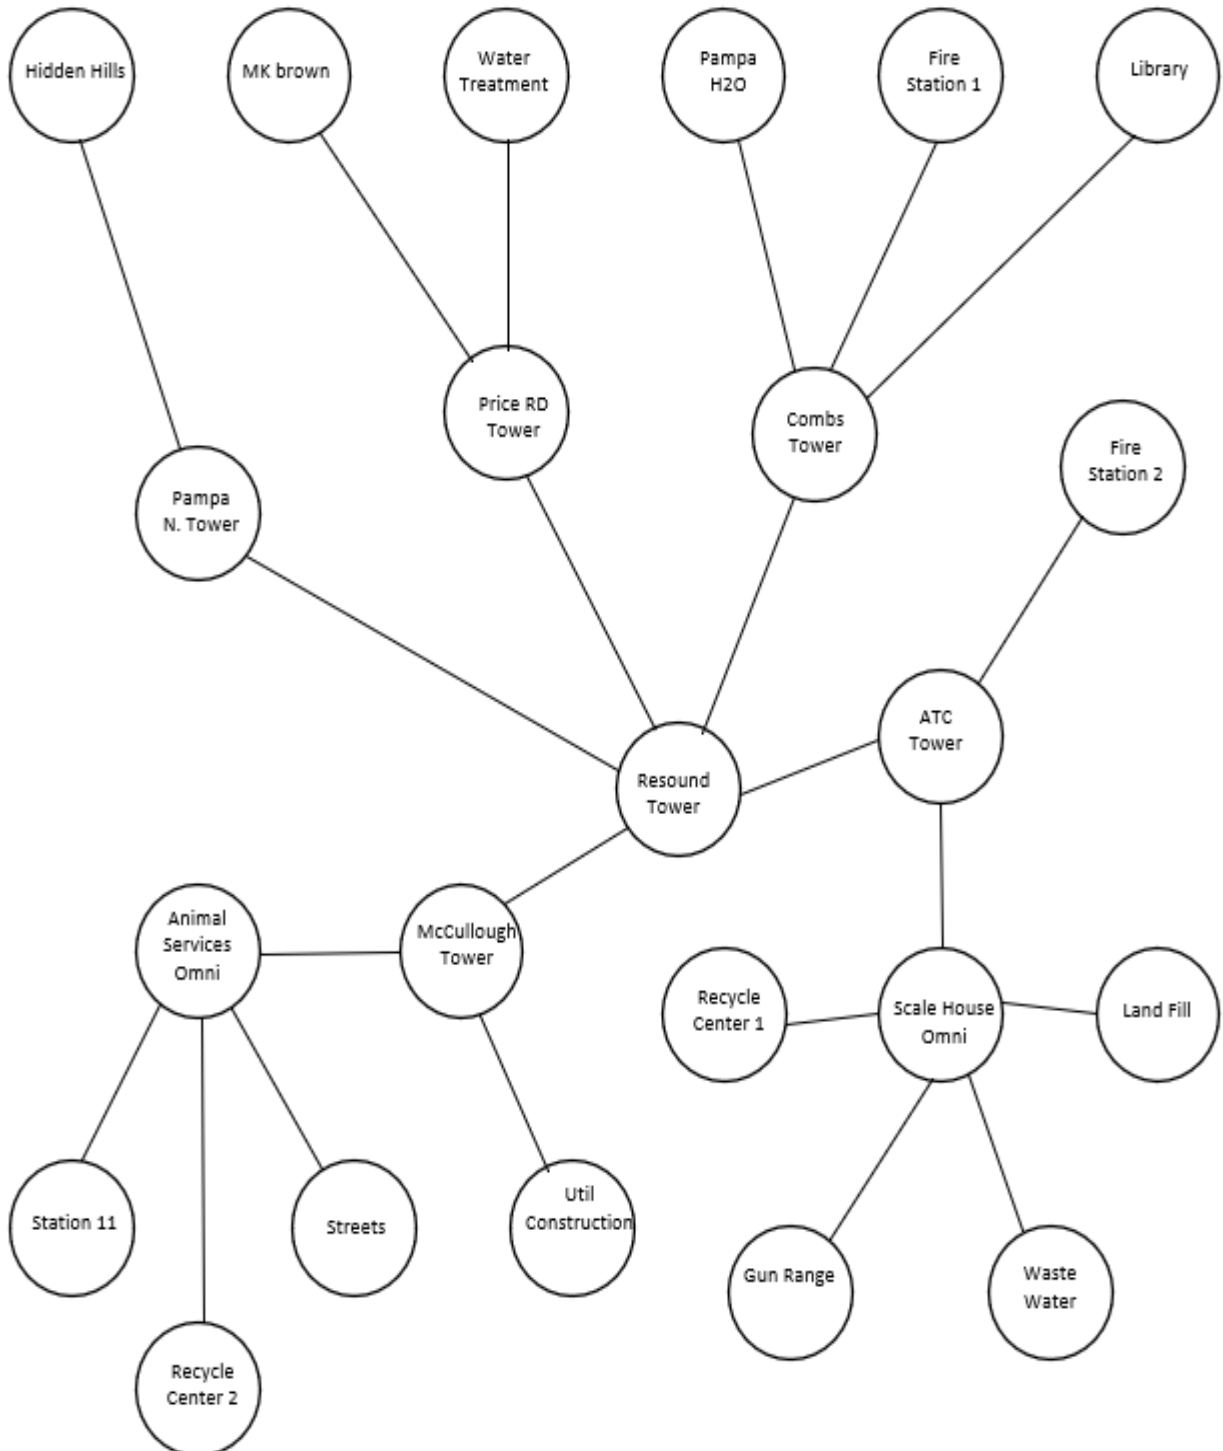 Hidden Hills
MK brown
Water
Treatment
Pampa
H2O
Fire
Station 1
Library
Price RD
Tower
Combs
Tower
Fire
Station 2
Pampa
N. Tower
ATC
Tower
Resound
Tower
Animal
Services
Omni
McCullough
Tower
Recycle
Center 1
Scale House
Omni
Land Fill
Station 11
Streets
Util
Construction
Gun Range
Waste
Water
Recycle
Center 2